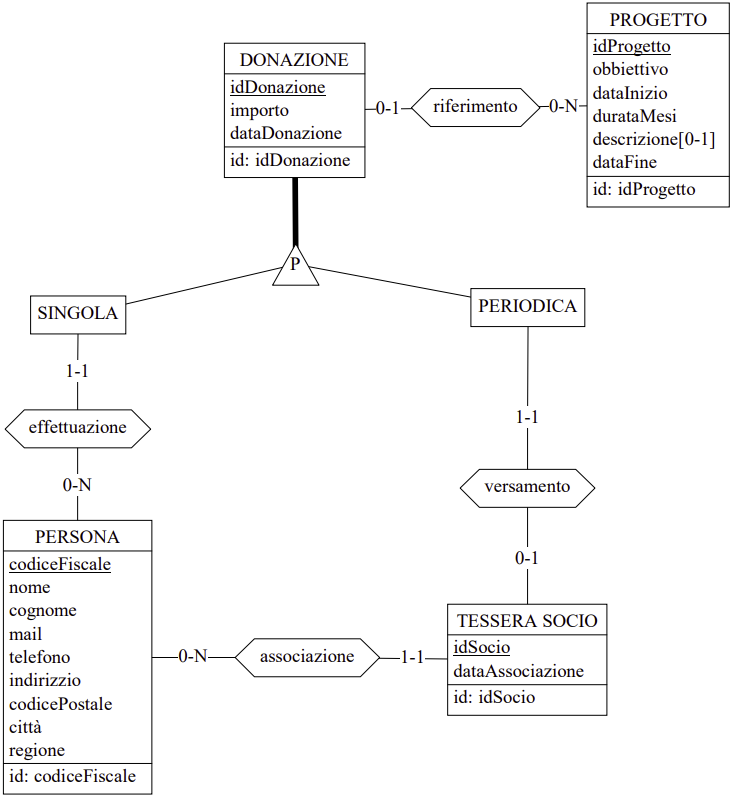 PROGETTO
idProgetto
obbiettivo
dataInizio
durataMesi
descrizione[0-1]
dataFine
id: idProgetto
DONAZIONE
idDonazione
importo
dataDonazione
id: idDonazione
0-1
riferimento
0-N
P
SINGOLA
PERIODICA
1-1
effettuazione
0-N
1-1
versamento
0-1
PERSONA
codiceFiscale
nome
cognome
mail
telefono
indirizzio
codicePostale
città
regione
id: codiceFiscale
0-N
associazione
1-1
TESSERA SOCIO
idSocio
dataAssociazione
id: idSocio